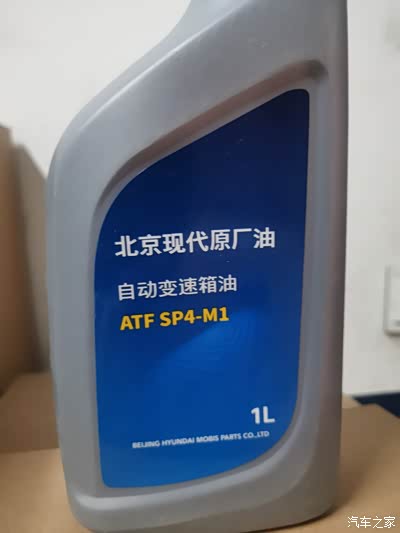 北京现代原厂油
自动变速箱油
ATF SP4-M1
1L
BEIJING HYUNDAI MOBIS PARTS CO.,LTD
汽车之家